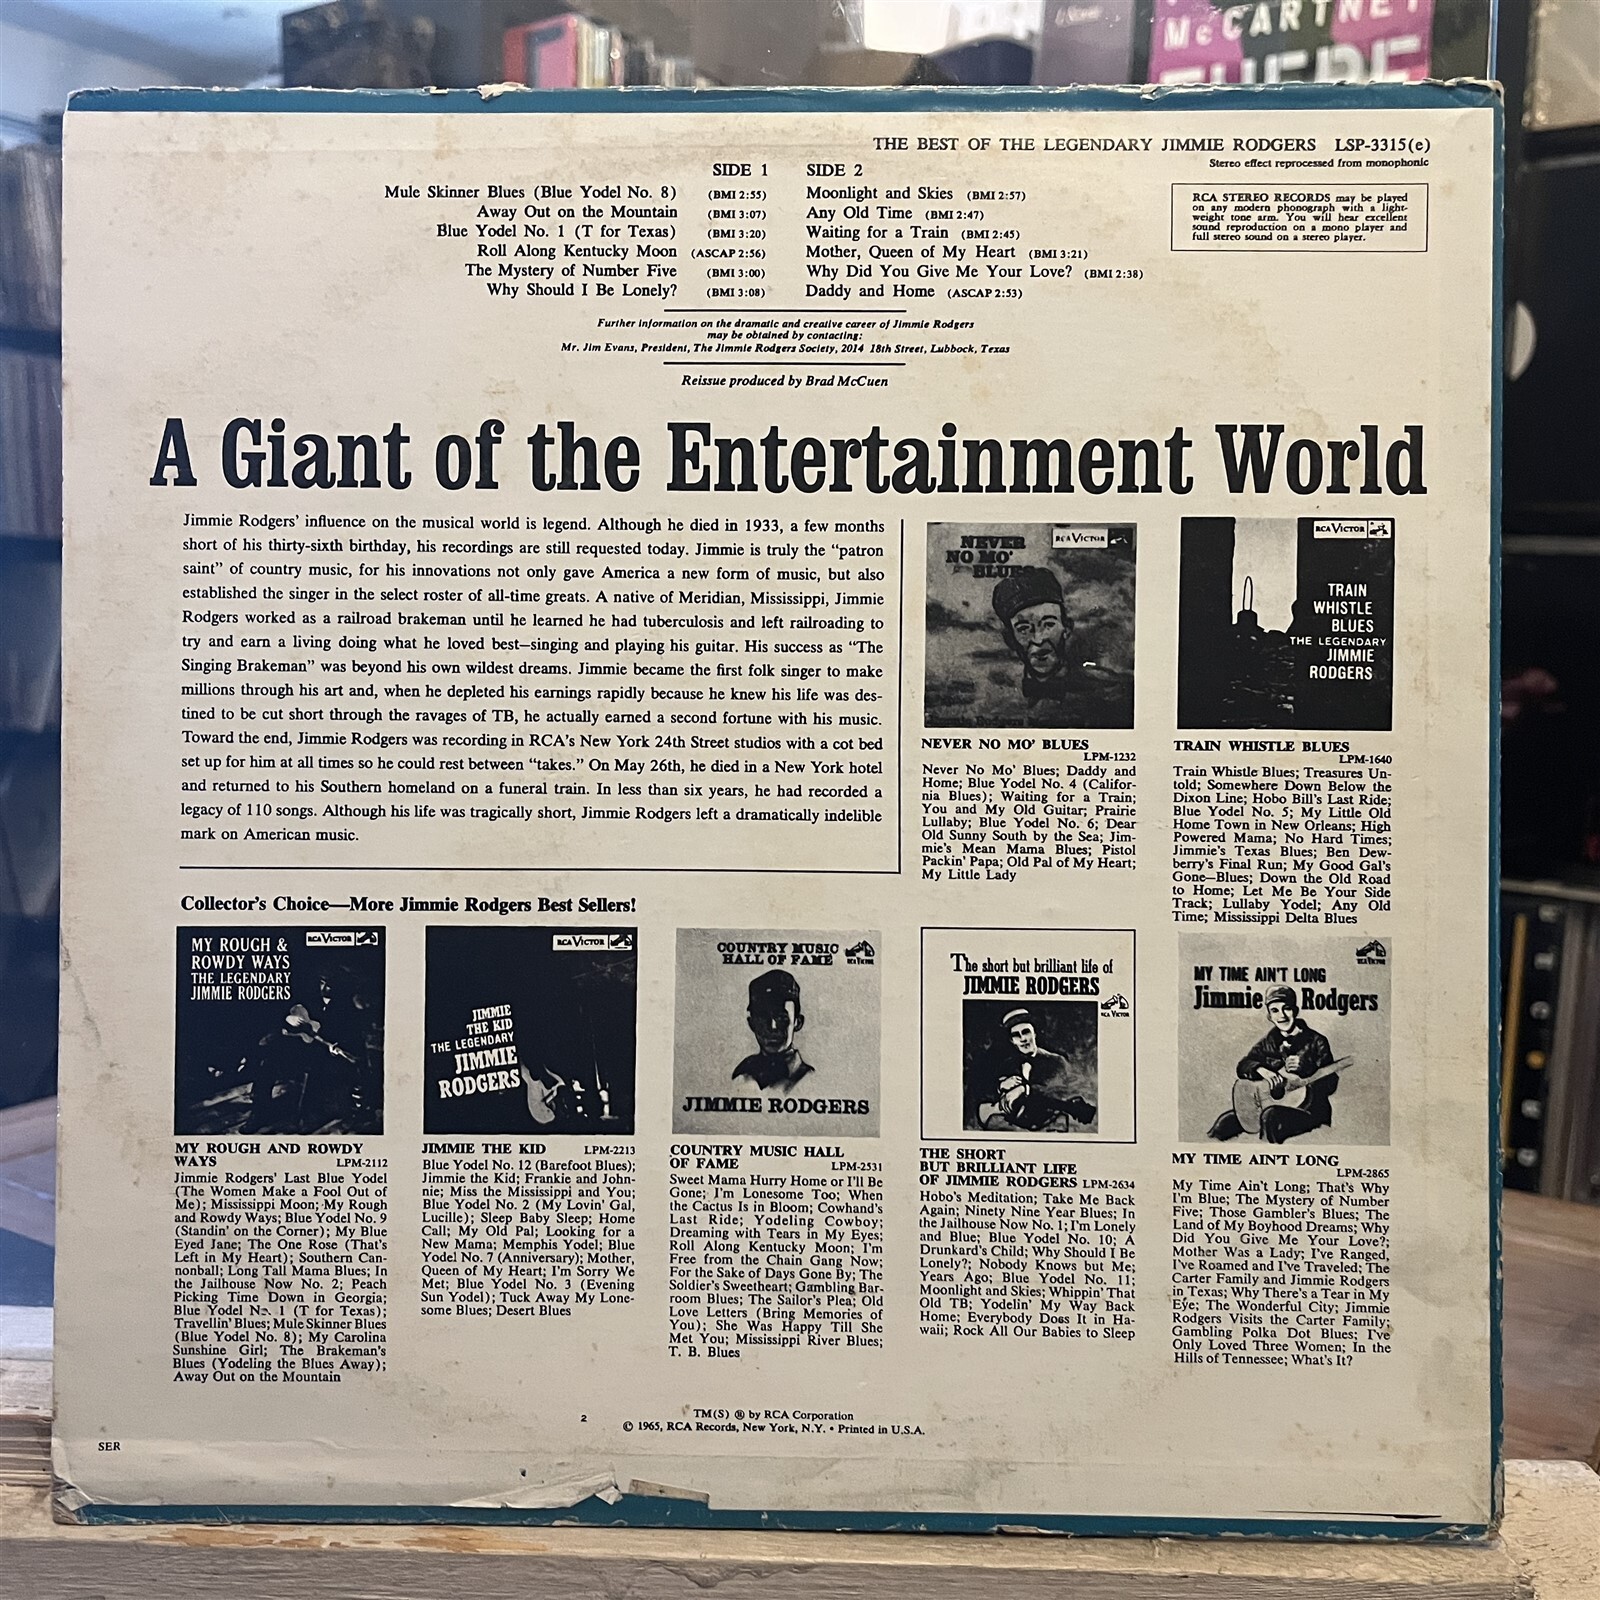 McCARTNEY
THE BEST OF THE LEGENDARY JIMMIE RODGERS LSP-3315(e)
Stereo effect reprocessed from monophonic
RCA STEREO RECORDS may be played
on any modern phonograph with a light-
weight tone arm. You will hear excellent
sound reproduction on a mono player and
full stereo sound on a stereo player.
SIDE 1
Mule Skinner Blues (Blue Yodel No. 8) (BMI 2:55)
Away Out on the Mountain (BMI 3:07)
Blue Yodel No. 1 (T for Texas) (BMI 3:20)
Roll Along Kentucky Moon (ASCAP 2:56)
The Mystery of Number Five (BMI 3:00)
Why Should I Be Lonely? (BMI 3:08)
SIDE 2
Moonlight and Skies (BMI 2:57)
Any Old Time (BMI 2:47)
Waiting for a Train (BMI 2:45)
Mother, Queen of My Heart (BMI 3:21)
Why Did You Give Me Your Love? (BMI 2:38)
Daddy and Home (ASCAP 2:53)
Further information on the dramatic and creative career of Jimmie Rodgers
may be obtained by contacting:
Mr. Jim Evans, President, The Jimmie Rodgers Society, 2014 18th Street, Lubbock, Texas
Reissue produced by Brad McCuen
A Giant of the Entertainment World
Jimmie Rodgers' influence on the musical world is legend. Although he died in 1933, a few months
short of his thirty-sixth birthday, his recordings are still requested today. Jimmie is truly the "patron
saint" of country music, for his innovations not only gave America a new form of music, but also
established the singer in the select roster of all-time greats. A native of Meridian, Mississippi, Jimmie
Rodgers worked as a railroad brakeman until he learned he had tuberculosis and left railroading to
try and earn a living doing what he loved best—singing and playing his guitar. His success as "The
Singing Brakeman" was beyond his own wildest dreams. Jimmie became the first folk singer to make
millions through his art and, when he depleted his earnings rapidly because he knew his life was des-
tined to be cut short through the ravages of TB, he actually earned a second fortune with his music.
Toward the end, Jimmie Rodgers was recording in RCA's New York 24th Street studios with a cot bed
set up for him at all times so he could rest between "takes." On May 26th, he died in a New York hotel
and returned to his Southern homeland on a funeral train. In less than six years, he had recorded a
legacy of 110 songs. Although his life was tragically short, Jimmie Rodgers left a dramatically indelible
mark on American music.
NEVER
NO MO'
BLUES
RCA VICTOR
NEVER NO MO' BLUES
LPM-1232
Never No Mo' Blues; Daddy and
Home; Blue Yodel No. 4 (Califor-
nia Blues); Waiting for a Train;
You and My Old Guitar; Prairie
Lullaby; Blue Yodel No. 6; Dear
Old Sunny South by the Sea; Jim-
mie's Mean Mama Blues; Pistol
Packin' Papa; Old Pal of My Heart;
My Little Lady
RCA VICTOR
TRAIN
WHISTLE
BLUES
THE LEGENDARY
JIMMIE
RODGERS
TRAIN WHISTLE BLUES
LPM-1640
Train Whistle Blues; Treasures Un-
told; Somewhere Down Below the
Dixon Line; Hobo Bill's Last Ride;
Blue Yodel No. 5; My Little Old
Home Town in New Orleans; High
Powered Mama; No Hard Times;
Jimmie's Texas Blues; Ben Dew-
berry's Final Run; My Good Gal's
Gone—Blues; Down the Old Road
to Home; Let Me Be Your Side
Track; Lullaby Yodel; Any Old
Time; Mississippi Delta Blues
Collector's Choice—More Jimmie Rodgers Best Sellers!
MY ROUGH &
ROWDY WAYS
THE LEGENDARY
JIMMIE RODGERS
RCA VICTOR
MY ROUGH AND ROWDY
WAYS LPM-2112
Jimmie Rodgers' Last Blue Yodel
(The Women Make a Fool Out of
Me); Mississippi Moon; My Rough
and Rowdy Ways; Blue Yodel No. 9
(Standin' on the Corner); My Blue
Eyed Jane; The One Rose (That's
Left in My Heart); Southern Can-
nonball; Long Tall Mama Blues; In
the Jailhouse Now No. 2; Peach
Picking Time Down in Georgia;
Blue Yodel No. 1 (T for Texas);
Travellin' Blues; Mule Skinner Blues
(Blue Yodel No. 8); My Carolina
Sunshine Girl; The Brakeman's
Blues (Yodeling the Blues Away);
Away Out on the Mountain
RCA VICTOR
JIMMIE
THE KID
THE LEGENDARY
JIMMIE
RODGERS
JIMMIE THE KID LPM-2213
Blue Yodel No. 12 (Barefoot Blues);
Jimmie the Kid; Frankie and John-
nie; Miss the Mississippi and You;
Blue Yodel No. 2 (My Lovin' Gal,
Lucille); Sleep Baby Sleep; Home
Call; My Old Pal; Looking for a
New Mama; Memphis Yodel; Blue
Yodel No. 7 (Anniversary); Mother,
Queen of My Heart; I'm Sorry We
Met; Blue Yodel No. 3 (Evening
Sun Yodel); Tuck Away My Lone-
some Blues; Desert Blues
COUNTRY MUSIC
HALL OF FAME
RCA VICTOR
JIMMIE RODGERS
COUNTRY MUSIC HALL
OF FAME LPM-2531
Sweet Mama Hurry Home or I'll Be
Gone; I'm Lonesome Too; When
the Cactus Is in Bloom; Cowhand's
Last Ride; Yodeling Cowboy;
Dreaming with Tears in My Eyes;
Roll Along Kentucky Moon; I'm
Free from the Chain Gang Now;
For the Sake of Days Gone By; The
Soldier's Sweetheart; Gambling Bar-
room Blues; The Sailor's Plea; Old
Love Letters (Bring Memories of
You); She Was Happy Till She
Met You; Mississippi River Blues;
T. B. Blues
The short but brilliant life of
JIMMIE RODGERS
RCA VICTOR
THE SHORT
BUT BRILLIANT LIFE
OF JIMMIE RODGERS LPM-2634
Hobo's Meditation; Take Me Back
Again; Ninety Nine Year Blues; In
the Jailhouse Now No. 1; I'm Lonely
and Blue; Blue Yodel No. 10; A
Drunkard's Child; Why Should I Be
Lonely?; Nobody Knows but Me;
Years Ago; Blue Yodel No. 11;
Moonlight and Skies; Whippin' That
Old TB; Yodelin' My Way Back
Home; Everybody Does It in Ha-
waii; Rock All Our Babies to Sleep
RCA VICTOR
MY TIME AIN'T LONG
Jimmie Rodgers
MY TIME AIN'T LONG
LPM-2865
My Time Ain't Long; That's Why
I'm Blue; The Mystery of Number
Five; Those Gambler's Blues; The
Land of My Boyhood Dreams; Why
Did You Give Me Your Love?;
Mother Was a Lady; I've Ranged,
I've Roamed and I've Traveled; The
Carter Family and Jimmie Rodgers
in Texas; Why There's a Tear in My
Eye; The Wonderful City; Jimmie
Rodgers Visits the Carter Family;
Gambling Polka Dot Blues; I've
Only Loved Three Women; In the
Hills of Tennessee; What's It?
2
TM(S) ® by RCA Corporation
© 1965, RCA Records, New York, N.Y. • Printed in U.S.A.
SER